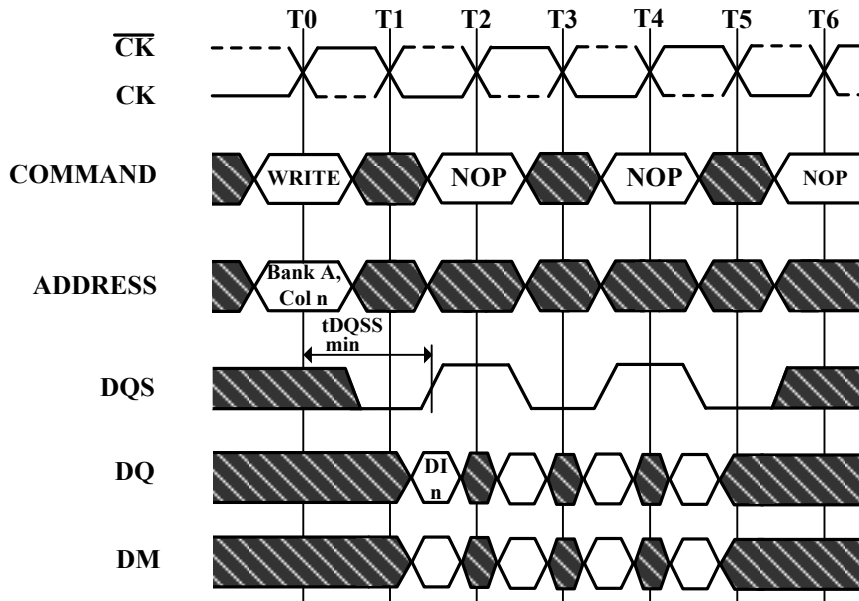 T0 T1 T2 T3 T4 T5 T6
CK
CK
COMMAND
WRITE
NOP
NOP
NOP
ADDRESS
Bank A,
Col n
tDQSS
min
DQS
DQ
DI
n
DM